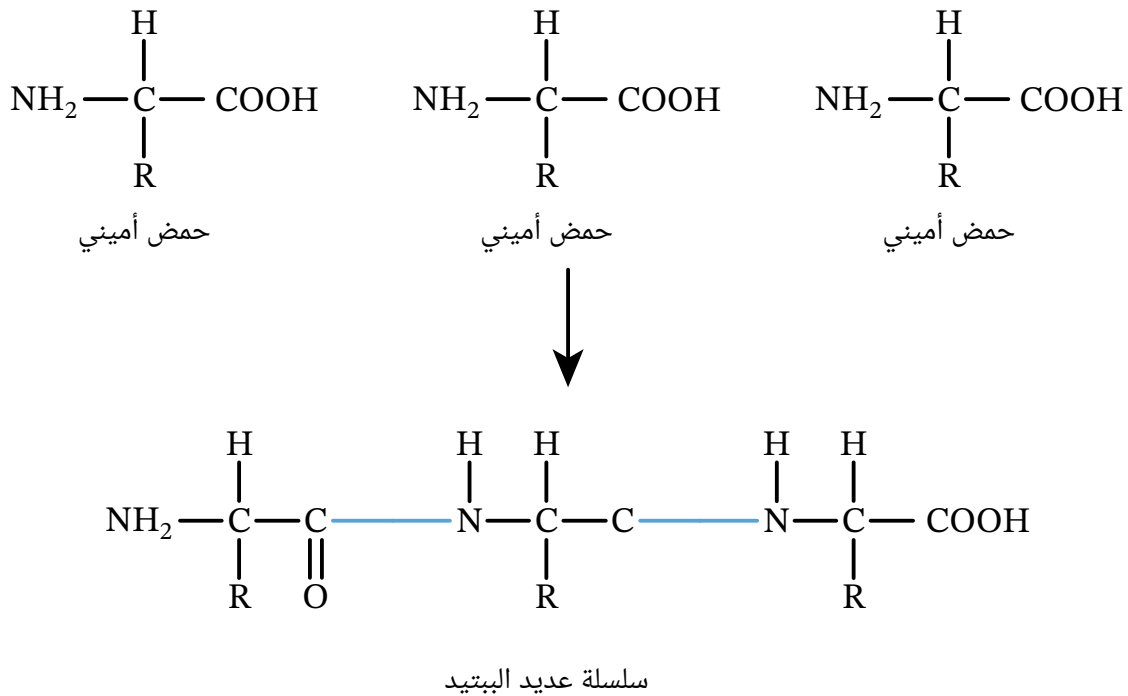 H H H
NH₂ C COOH NH₂ C COOH NH₂ C COOH
R R R
حمض أميني حمض أميني حمض أميني
H H H H H
NH₂ C C N C C N C COOH
R O R R
سلسلة عديد الببتيد